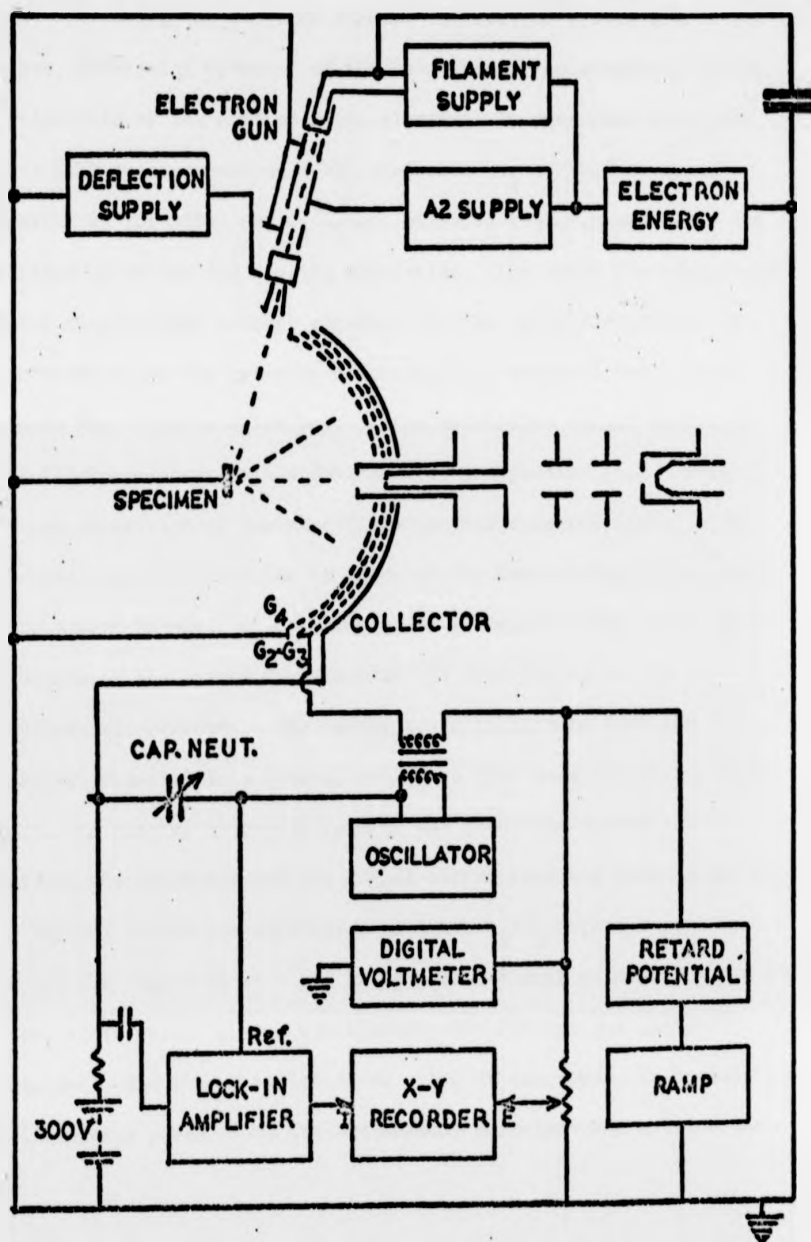 FILAMENT
SUPPLY
ELECTRON
GUN
DEFLECTION
SUPPLY
A2 SUPPLY
ELECTRON
ENERGY
SPECIMEN
G4
COLLECTOR
G2-G3
CAP. NEUT.
OSCILLATOR
DIGITAL
VOLTMETER
RETARD
POTENTIAL
Ref.
LOCK-IN
AMPLIFIER
I
X-Y
RECORDER
E
RAMP
300V